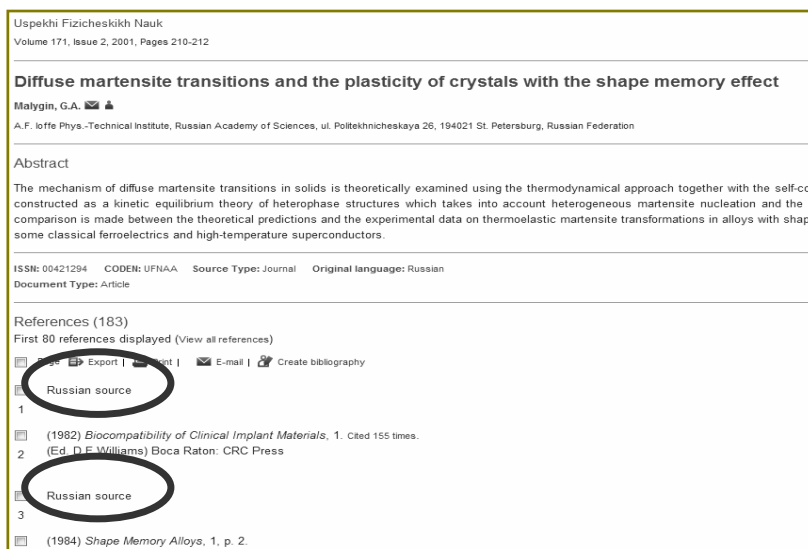 Uspekhi Fizicheskikh Nauk
Volume 171, Issue 2, 2001, Pages 210-212
Diffuse martensite transitions and the plasticity of crystals with the shape memory effect
Malygin, G.A.
A.F. Ioffe Phys.-Technical Institute, Russian Academy of Sciences, ul. Politekhnicheskaya 26, 194021 St. Petersburg, Russian Federation
Abstract
The mechanism of diffuse martensite transitions in solids is theoretically examined using the thermodynamical approach together with the self-co
constructed as a kinetic equilibrium theory of heterophase structures which takes into account heterogeneous martensite nucleation and the
comparison is made between the theoretical predictions and the experimental data on thermoelastic martensite transformations in alloys with shap
some classical ferroelectrics and high-temperature superconductors.
ISSN: 00421294 CODEN: UFNAA Source Type: Journal Original language: Russian
Document Type: Article
References (183)
First 80 references displayed (View all references)
Export | Print | E-mail | Create bibliography
Russian source
1
(1982) Biocompatibility of Clinical Implant Materials, 1. Cited 155 times.
2 (Ed. D F Williams) Boca Raton: CRC Press
Russian source
3
(1984) Shape Memory Alloys, 1, p. 2.